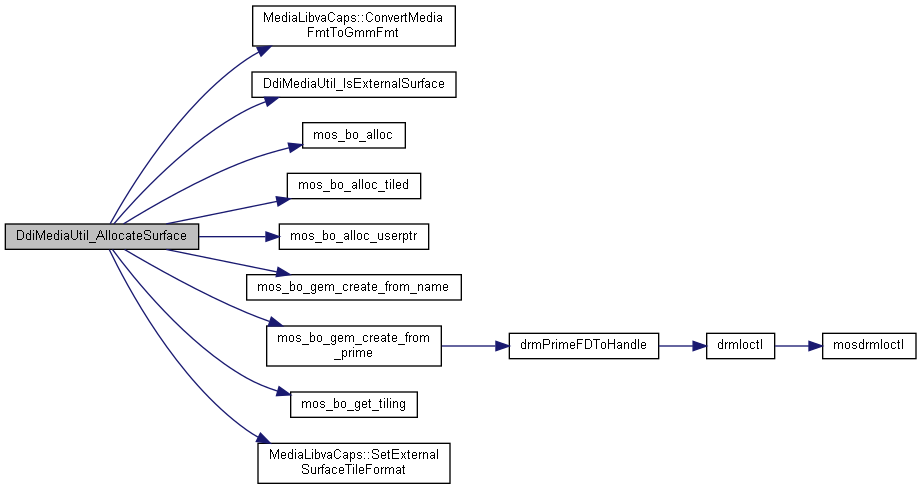 MediaLibvaCaps::ConvertMedia
FmtToGmmFmt
DdiMediaUtil_IsExternalSurface
mos_bo_alloc
mos_bo_alloc_tiled
DdiMediaUtil_AllocateSurface
mos_bo_alloc_userptr
mos_bo_gem_create_from_name
mos_bo_gem_create_from
_prime
drmPrimeFDToHandle
drmIoctl
mosdrmIoctl
mos_bo_get_tiling
MediaLibvaCaps::SetExternal
SurfaceTileFormat